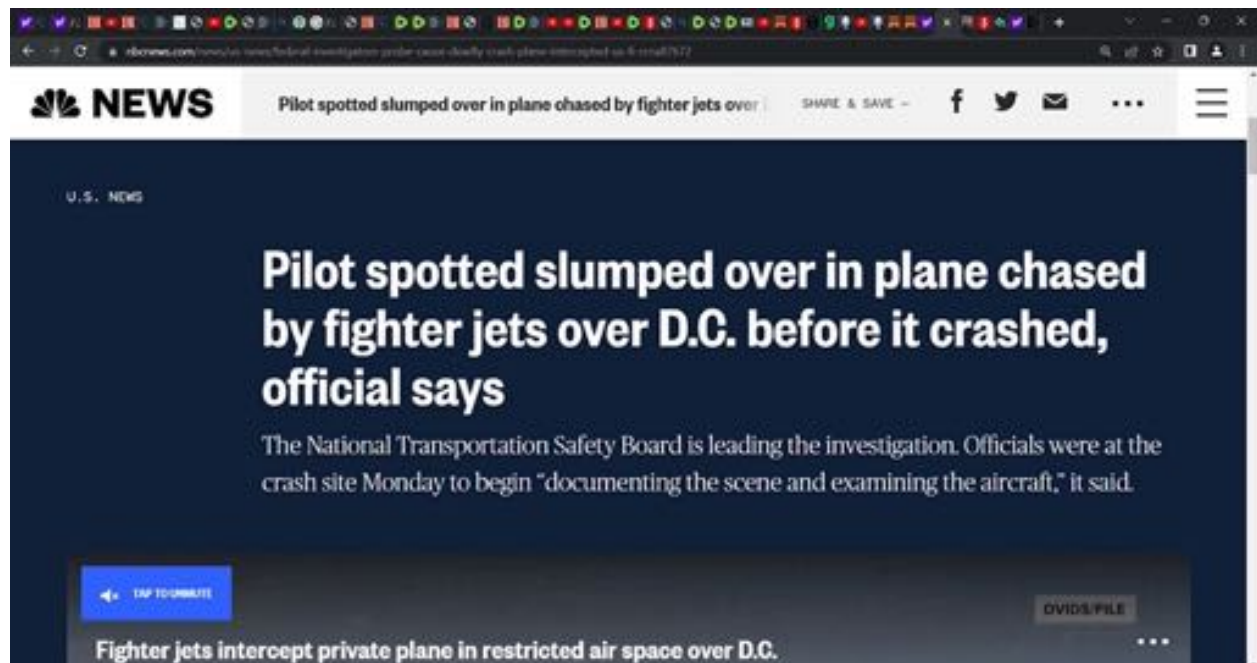 NEWS
Pilot spotted slumped over in plane chased by fighter jets over
SHARE & SAVE –
U.S. NEWS
Pilot spotted slumped over in plane chased
by fighter jets over D.C. before it crashed,
official says
The National Transportation Safety Board is leading the investigation. Officials were at the
crash site Monday to begin "documenting the scene and examining the aircraft," it said.
TAP TO UNMUTE
DVIDS/FILE
Fighter jets intercept private plane in restricted air space over D.C.